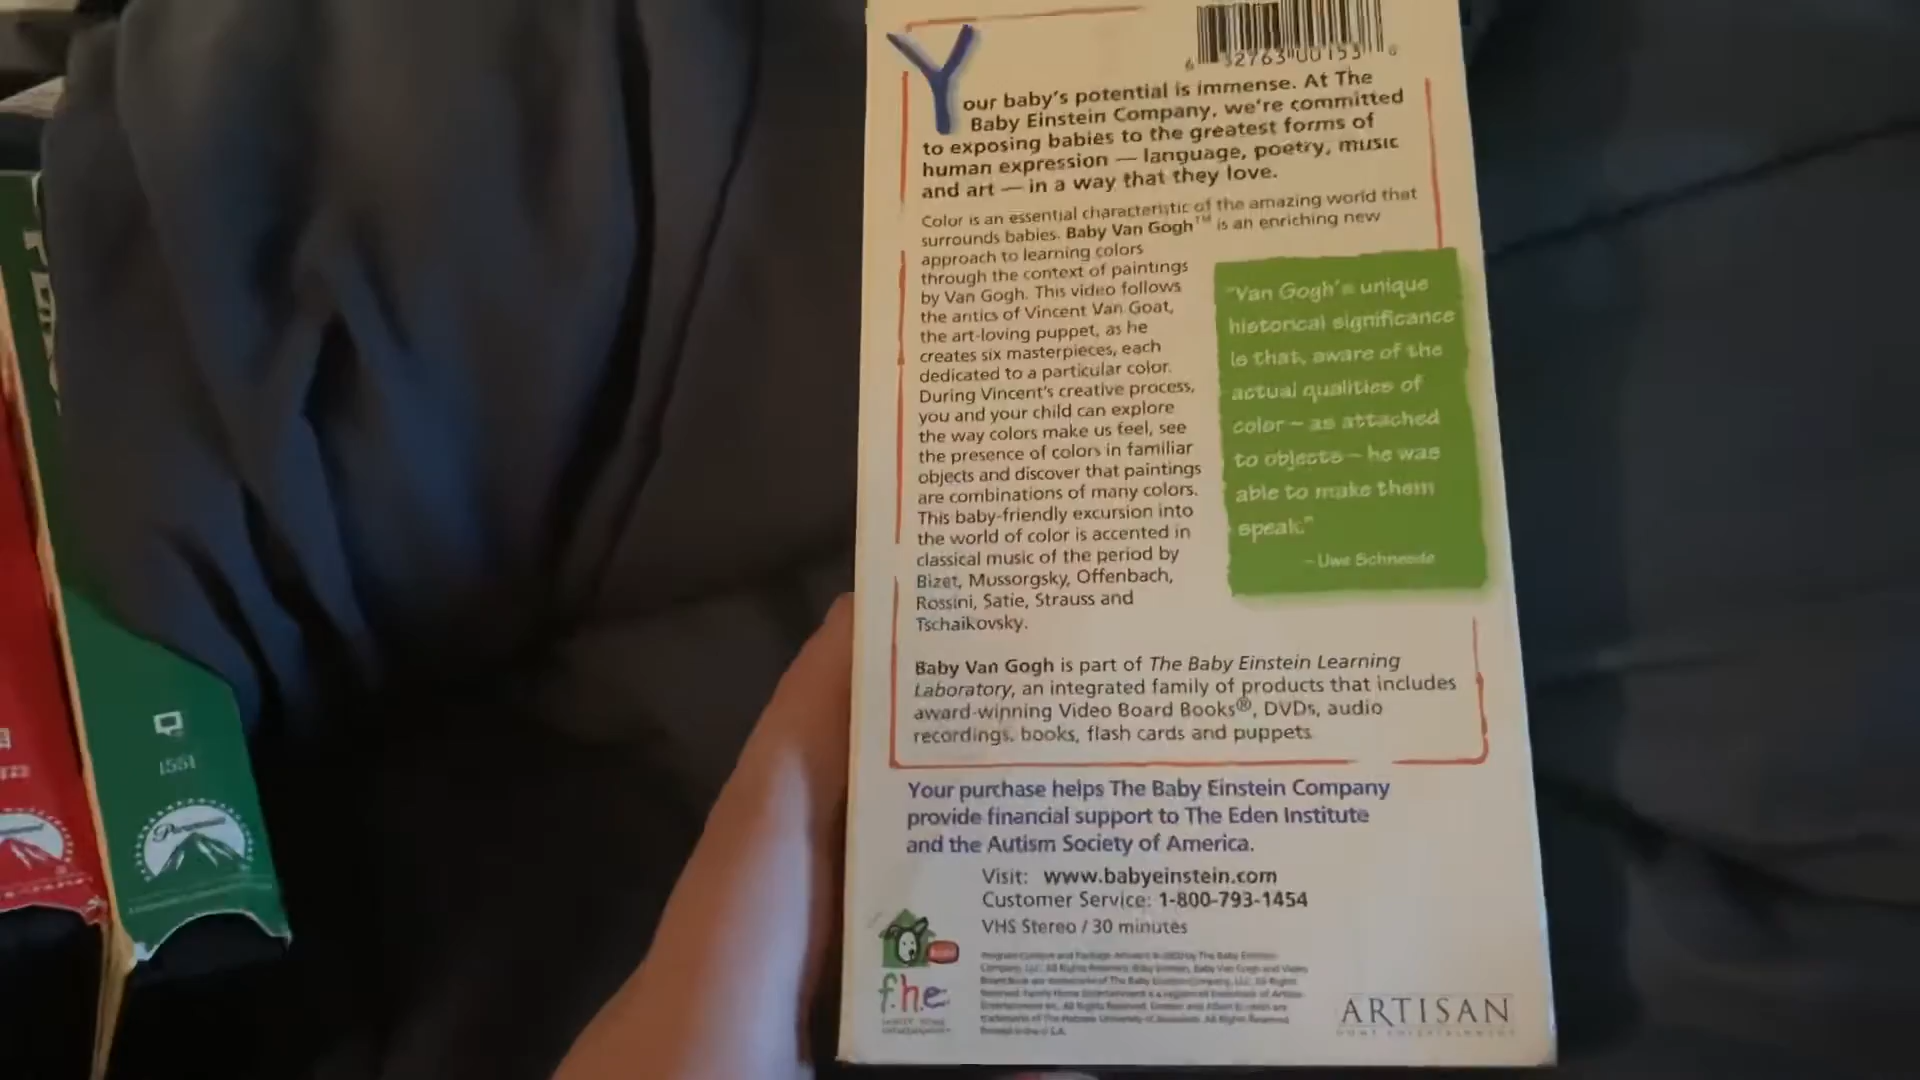 Your baby's potential is immense. At The
Baby Einstein Company, we're committed
to exposing babies to the greatest forms of
human expression — language, poetry, music
and art — in a way that they love.
Color is an essential characteristic of the amazing world that
surrounds babies. Baby Van Gogh™ is an enriching new
approach to learning colors
through the context of paintings
by Van Gogh. This video follows
the antics of Vincent Van Goat,
the art-loving puppet, as he
creates six masterpieces, each
dedicated to a particular color.
During Vincent's creative process,
you and your child can explore
the way colors make us feel, see
the presence of colors in familiar
objects and discover that paintings
are combinations of many colors.
This baby-friendly excursion into
the world of color is accented in
classical music of the period by
Bizet, Mussorgsky, Offenbach,
Rossini, Satie, Strauss and
Tschaikovsky.
"Van Gogh's unique
historical significance
is that, aware of the
actual qualities of
color – as attached
to objects – he was
able to make them
speak."
– Uwe Schneede
Baby Van Gogh is part of The Baby Einstein Learning
Laboratory, an integrated family of products that includes
award-winning Video Board Books®, DVDs, audio
recordings, books, flash cards and puppets
Your purchase helps The Baby Einstein Company
provide financial support to The Eden Institute
and the Autism Society of America.
Visit: www.babyeinstein.com
Customer Service: 1-800-793-1454
VHS Stereo / 30 minutes
f.h.e
ARTISAN
HOME ENTERTAINMENT
1551
Paramount